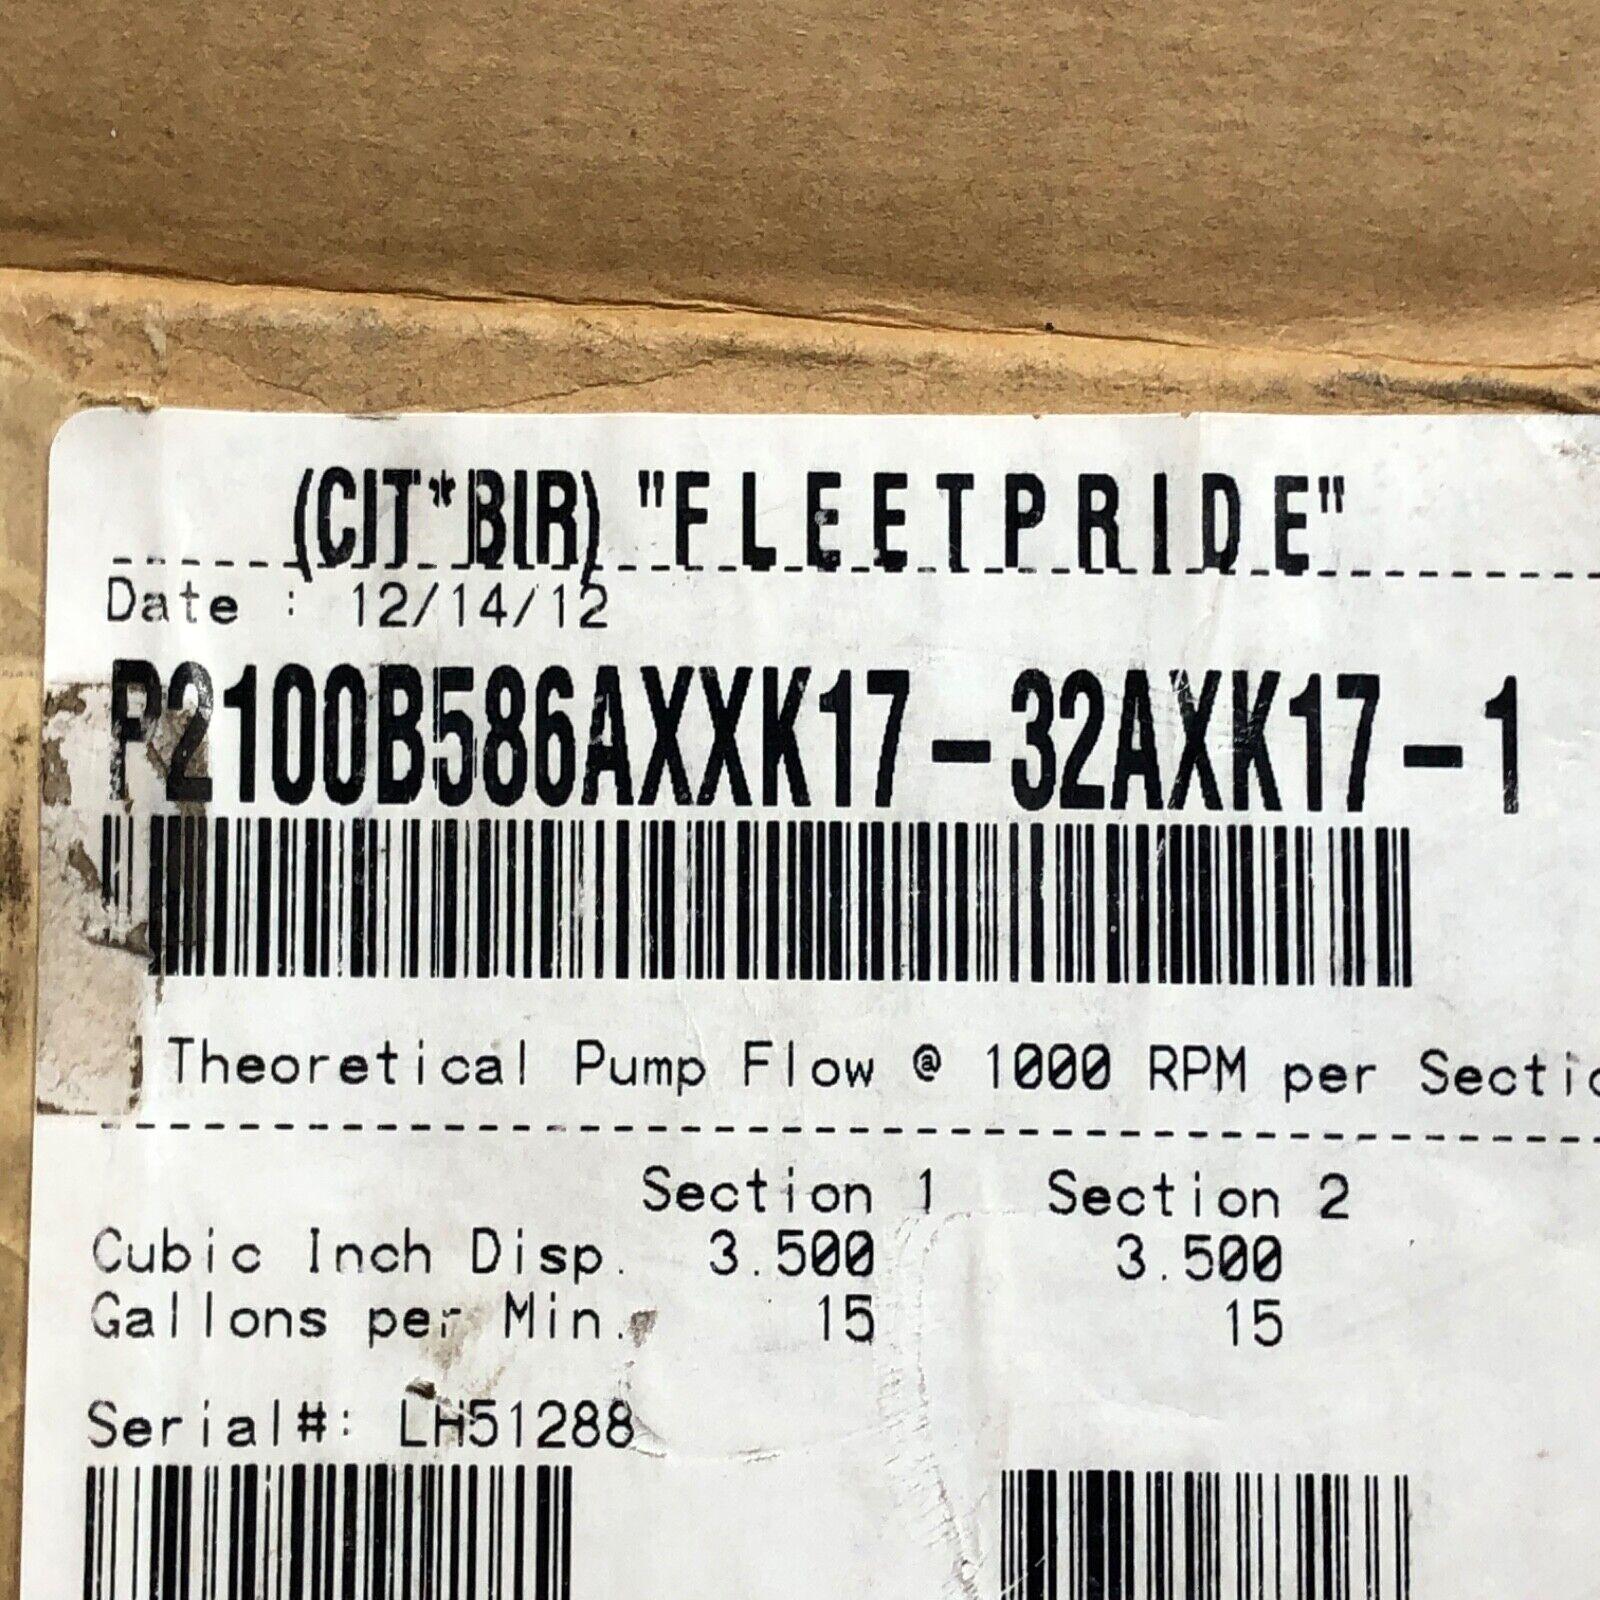 (CIT*BIR) "FLEETPRIDE"
Date : 12/14/12
P2100B586AXXK17-32AXK17-1
Theoretical Pump Flow @ 1000 RPM per Sectio
Section 1 Section 2
Cubic Inch Disp. 3.500 3.500
Gallons per Min. 15 15
Serial#: LH51288